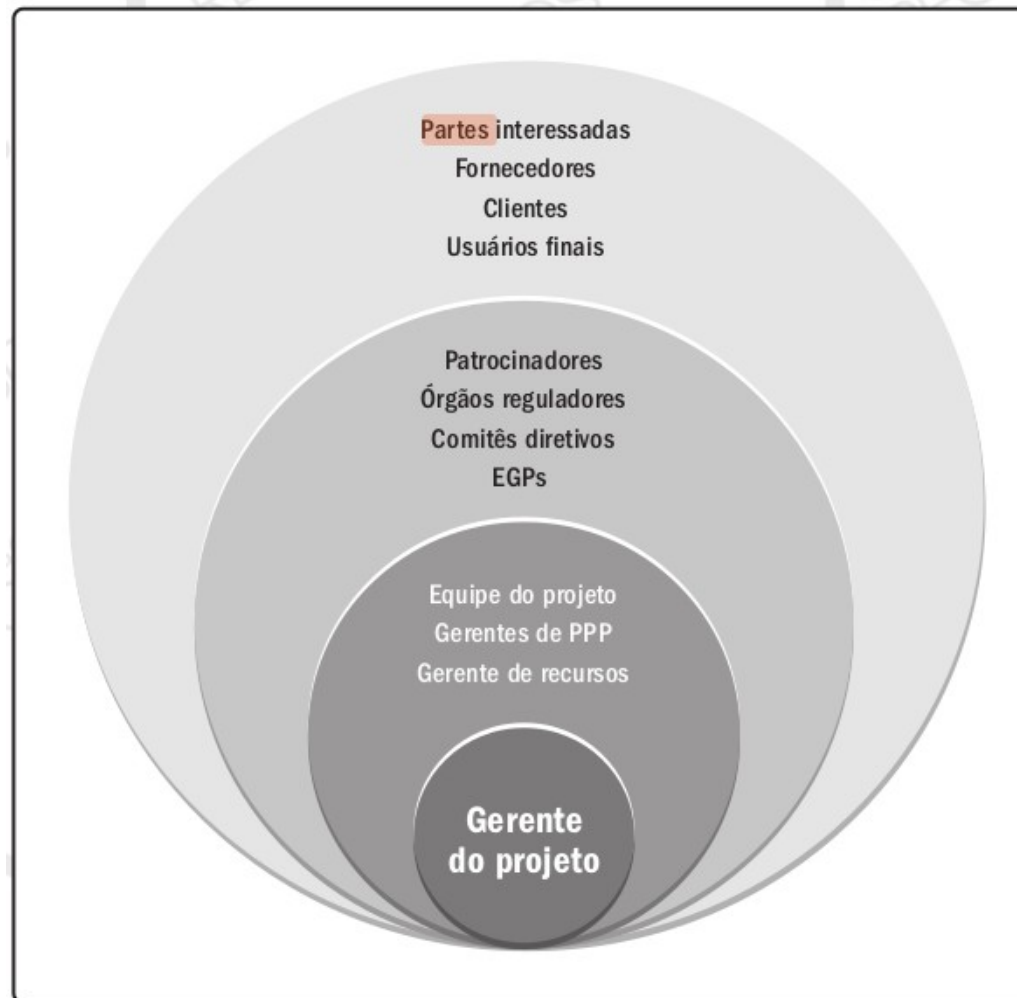 Partes interessadas
Fornecedores
Clientes
Usuários finais
Patrocinadores
Órgãos reguladores
Comitês diretivos
EGPs
Equipe do projeto
Gerentes de PPP
Gerente de recursos
Gerente
do projeto